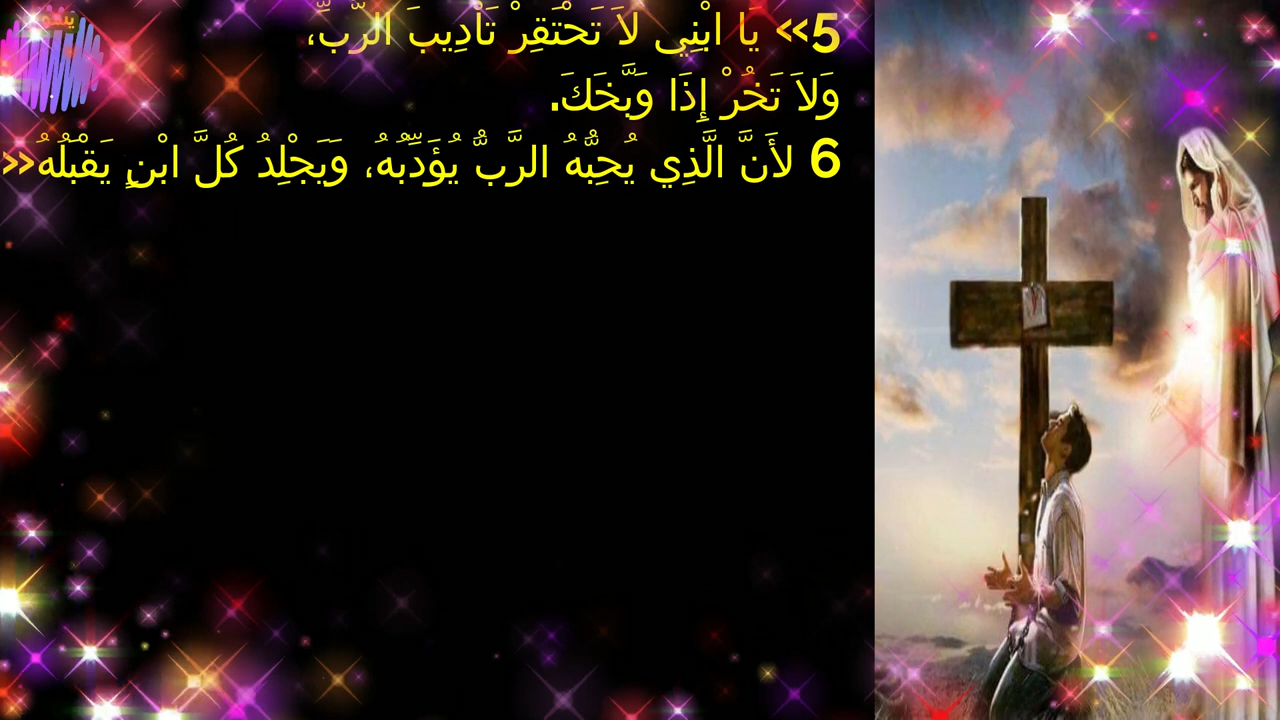 5«‏ يَا ابْنِي لاَ تَحْتَقِرْ تَأْدِيبَ الرَّبِّ،
وَلاَ تَخُرْ إِذَا وَبَّخَكَ.
6 لأَنَّ الَّذِي يُحِبُّهُ الرَّبُّ يُؤَدِّبُهُ، وَيَجْلِدُ كُلَّ ابْنٍ يَقْبَلُهُ»